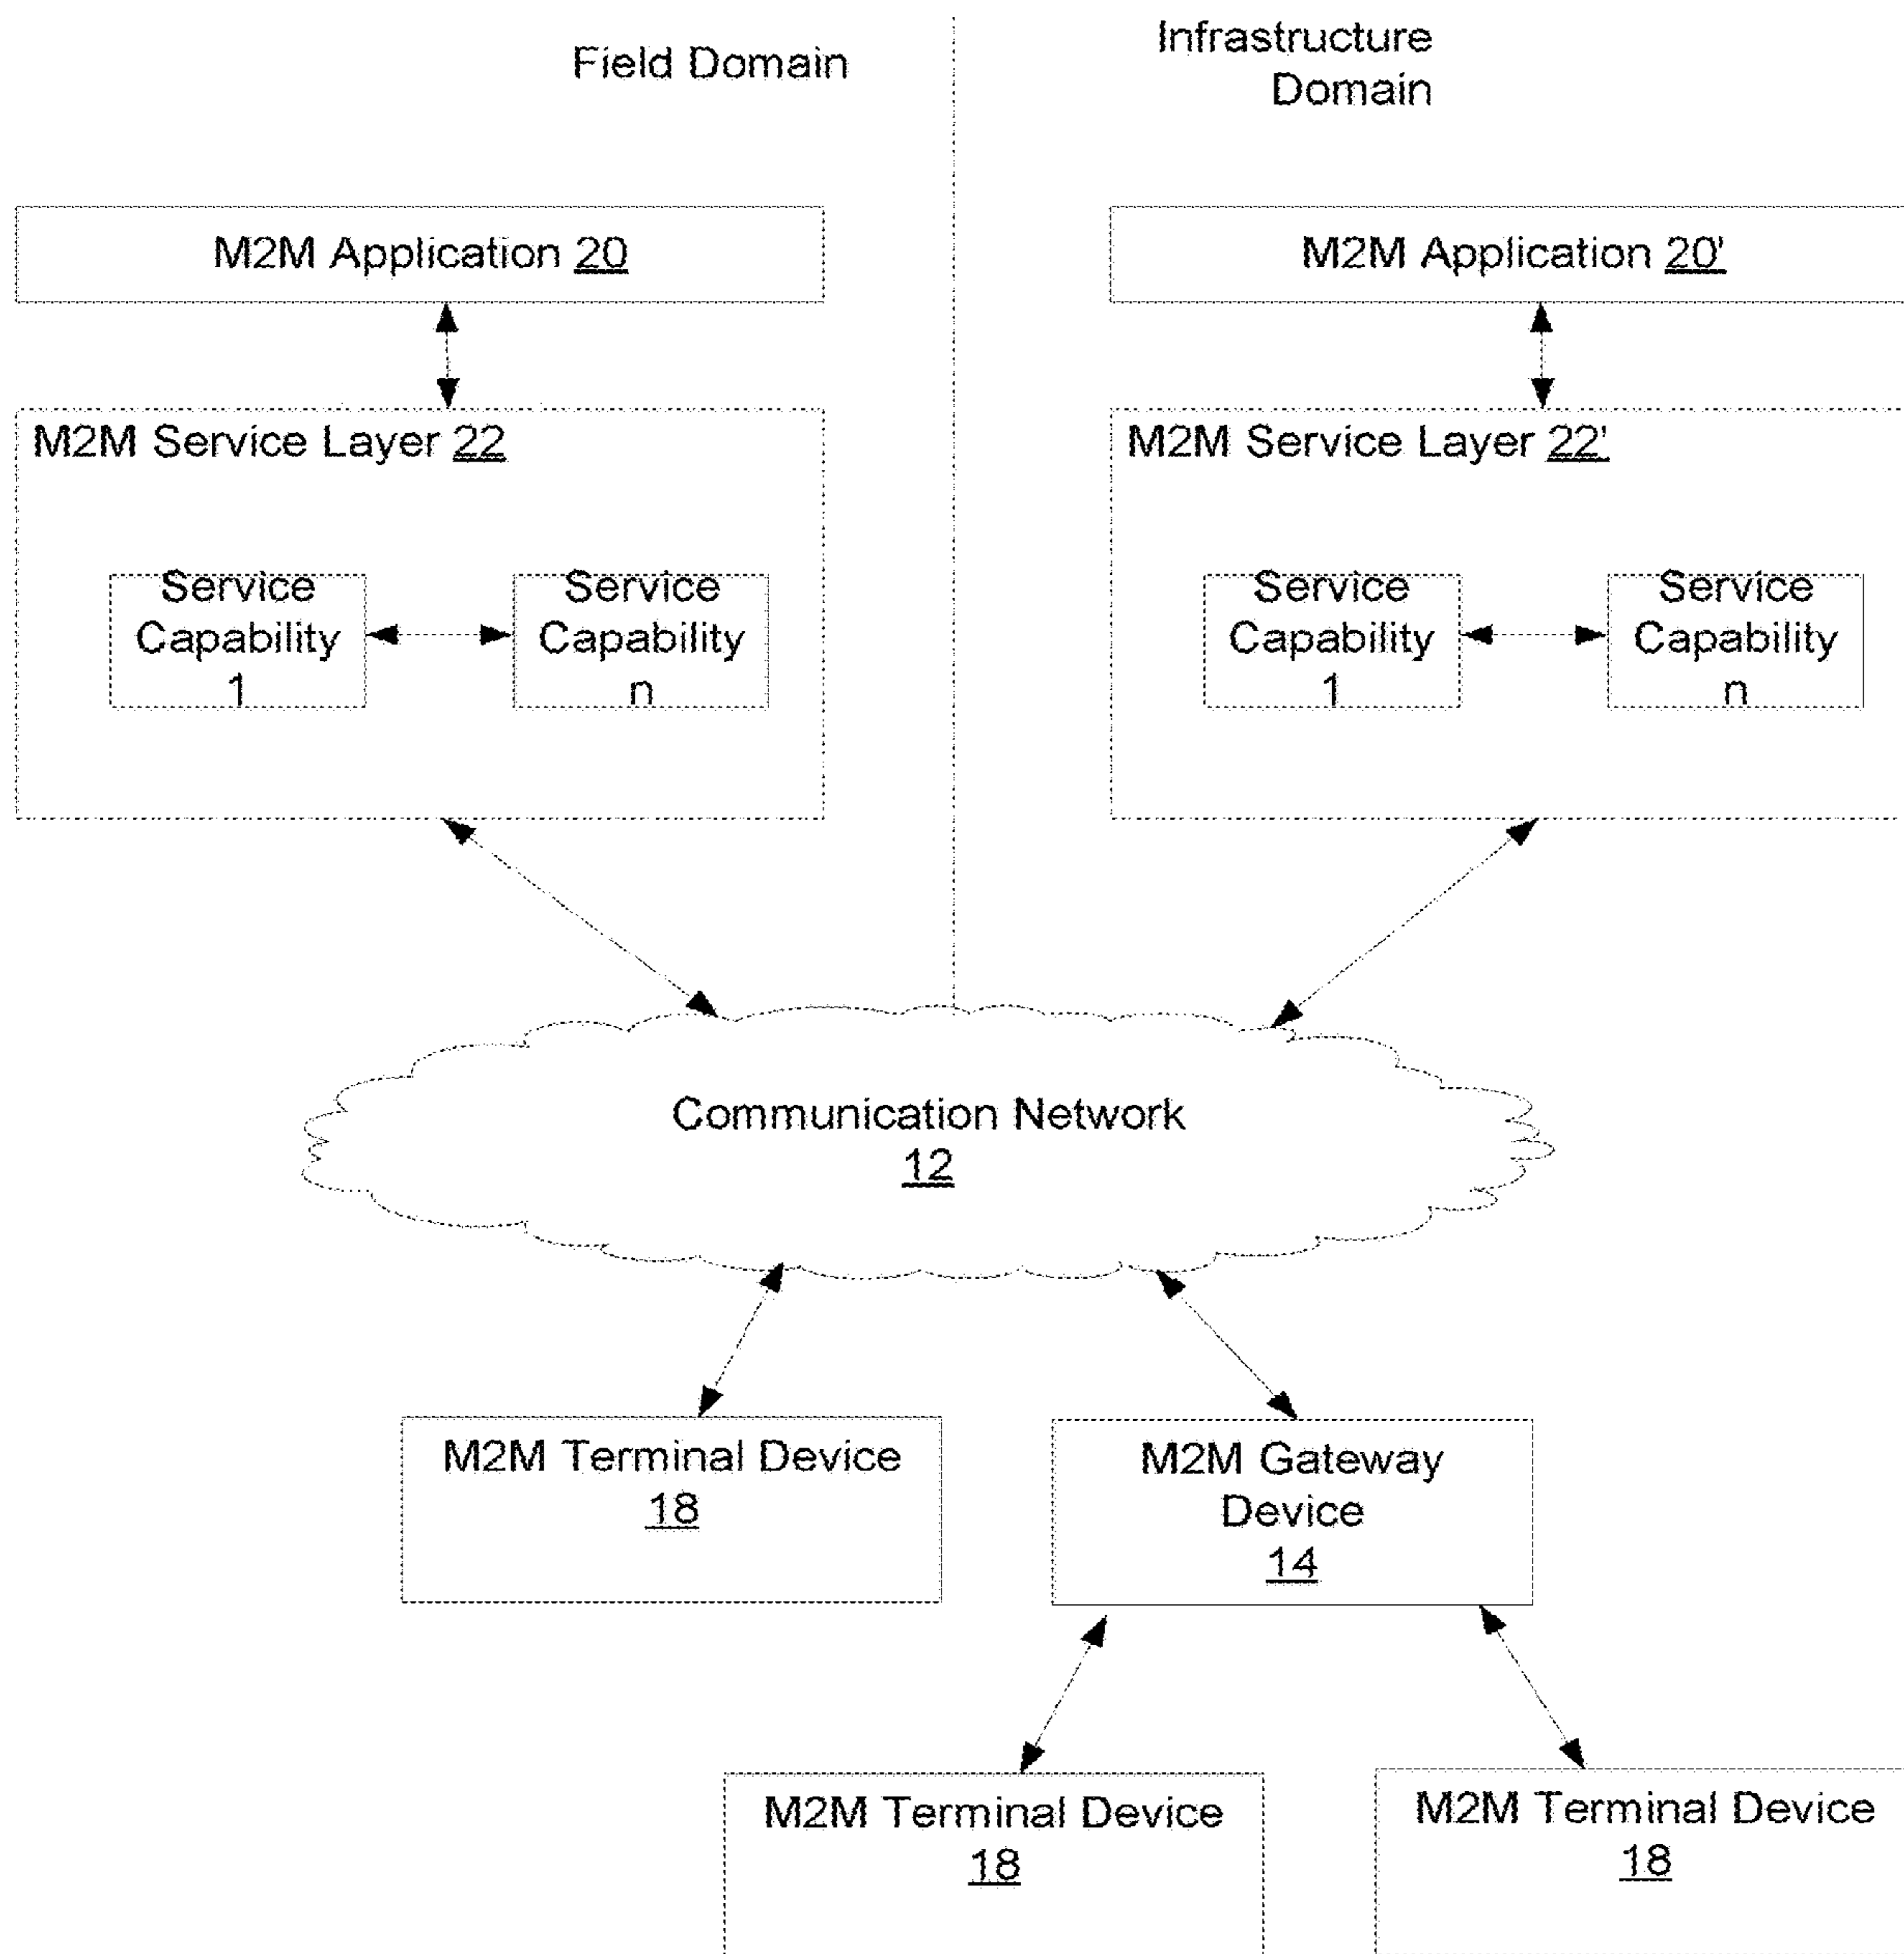 Field Domain
Infrastructure
Domain
M2M Application 20
M2M Application 20'
M2M Service Layer 22
M2M Service Layer 22'
Service
Capability
1
Service
Capability
n
Service
Capability
1
Service
Capability
n
Communication Network
12
M2M Terminal Device
18
M2M Gateway
Device
14
M2M Terminal Device
18
M2M Terminal Device
18